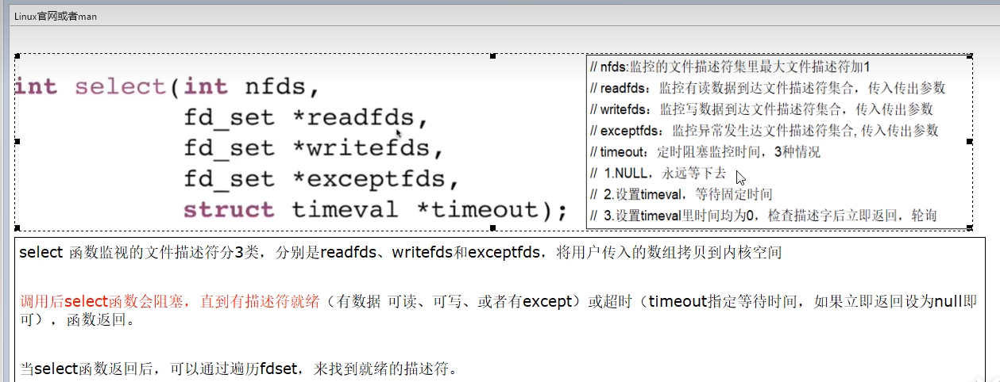 Linux官网或者man
int select(int nfds,
fd_set *readfds,
fd_set *writefds,
fd_set *exceptfds,
struct timeval *timeout);
// nfds:监控的文件描述符集里最大文件描述符加1
// readfds：监控有读数据到达文件描述符集合，传入传出参数
// writefds：监控写数据到达文件描述符集合，传入传出参数
// exceptfds：监控异常发生达文件描述符集合,传入传出参数
// timeout：定时阻塞监控时间，3种情况
// 1.NULL，永远等下去
// 2.设置timeval，等待固定时间
// 3.设置timeval里时间均为0，检查描述字后立即返回，轮询
select 函数监视的文件描述符分3类，分别是readfds、writefds和exceptfds，将用户传入的数组拷贝到内核空间
调用后select函数会阻塞，直到有描述符就绪（有数据 可读、可写、或者有except）或超时（timeout指定等待时间，如果立即返回设为null即
可），函数返回。
当select函数返回后，可以通过遍历fdset，来找到就绪的描述符。